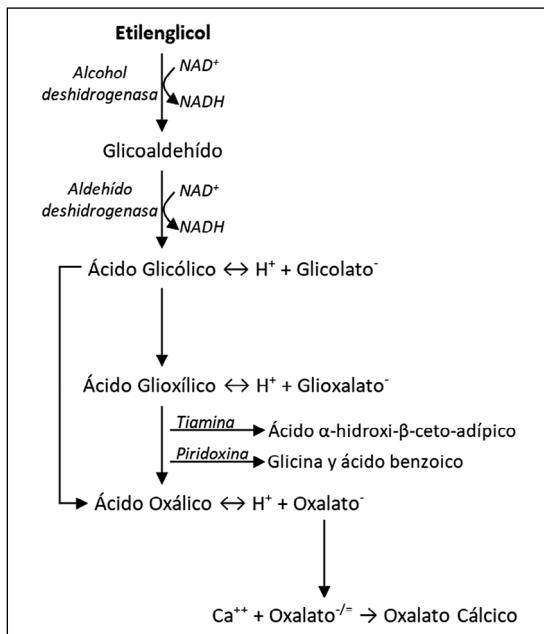 Etilenglicol
Alcohol
deshidrogenasa
NAD⁺
NADH
Glicoaldehído
Aldehído
deshidrogenasa
NAD⁺
NADH
Ácido Glicólico ↔ H⁺ + Glicolato⁻
Ácido Glioxílico ↔ H⁺ + Glioxalato⁻
Tiamina
Ácido α-hidroxi-β-ceto-adípico
Piridoxina
Glicina y ácido benzoico
Ácido Oxálico ↔ H⁺ + Oxalato⁻
Ca⁺⁺ + Oxalato⁻/⁼ → Oxalato Cálcico